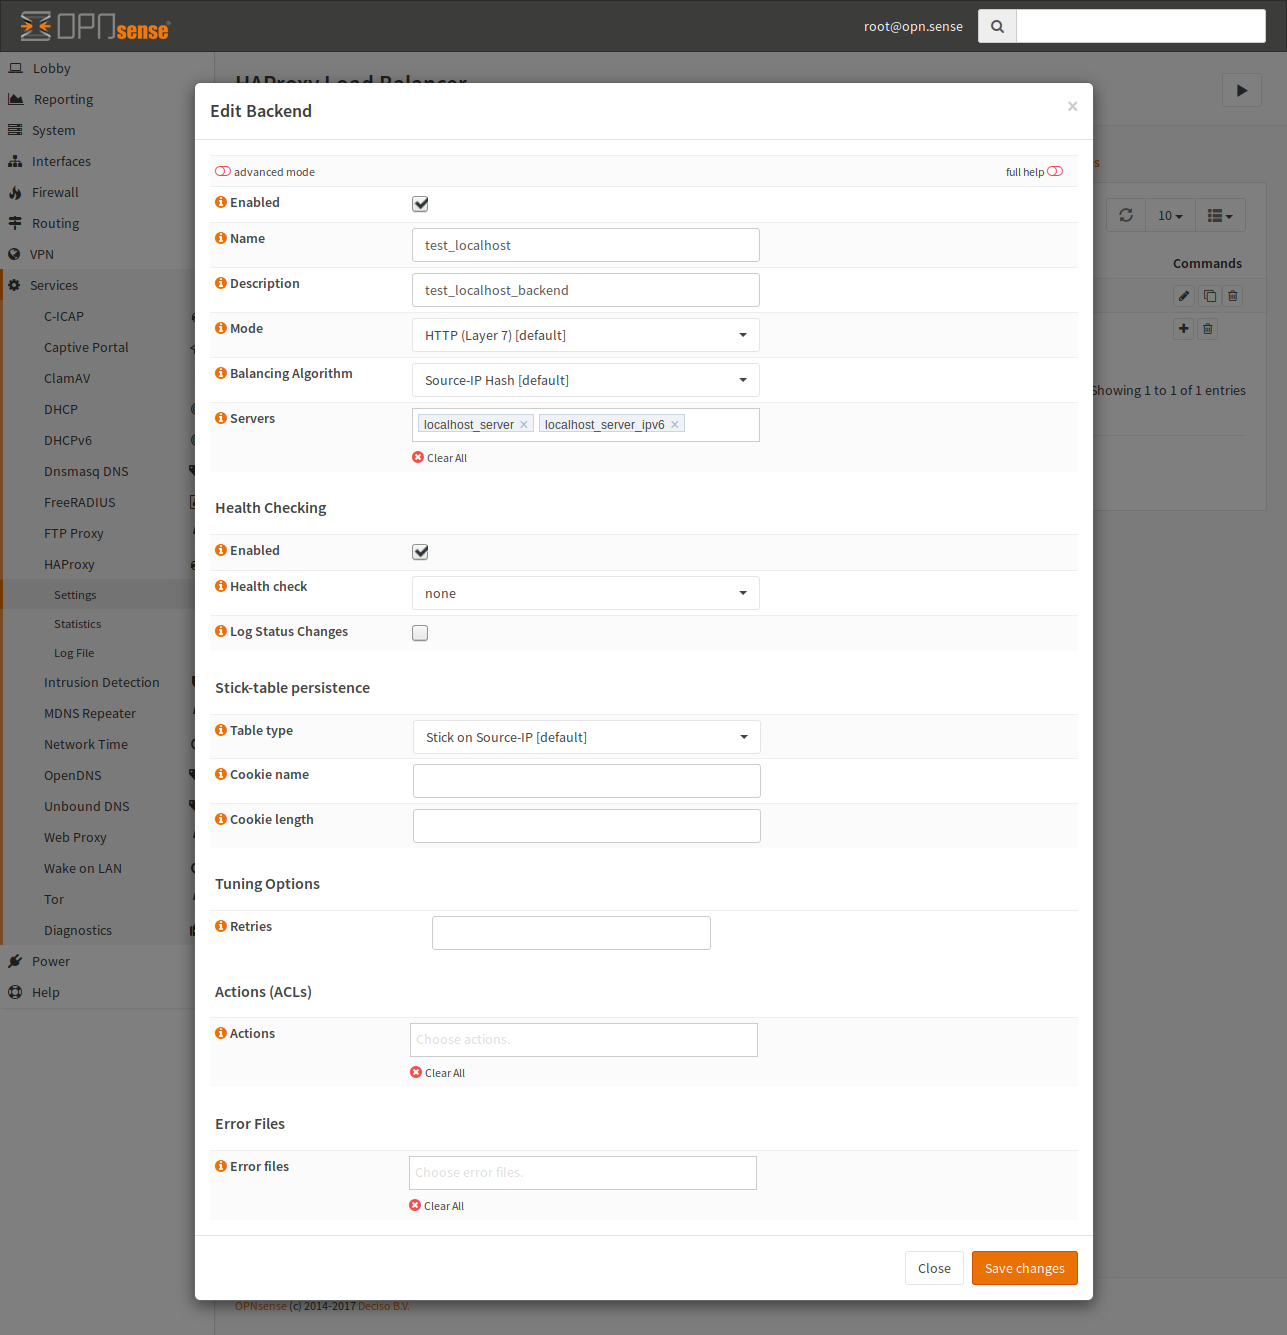 OPNsense
root@opn.sense
Lobby
Reporting
System
Interfaces
Firewall
Routing
VPN
Services
C-ICAP
Captive Portal
ClamAV
DHCP
DHCPv6
Dnsmasq DNS
FreeRADIUS
FTP Proxy
HAProxy
Settings
Statistics
Log File
Intrusion Detection
MDNS Repeater
Network Time
OpenDNS
Unbound DNS
Web Proxy
Wake on LAN
Tor
Diagnostics
Power
Help
HAProxy Load Balancer
Edit Backend
×
advanced mode
full help
Enabled
Name
test_localhost
Description
test_localhost_backend
Mode
HTTP (Layer 7) [default]
Balancing Algorithm
Source-IP Hash [default]
Servers
localhost_server × localhost_server_ipv6 ×
Clear All
Health Checking
Enabled
Health check
none
Log Status Changes
Stick-table persistence
Table type
Stick on Source-IP [default]
Cookie name
Cookie length
Tuning Options
Retries
Actions (ACLs)
Actions
Choose actions.
Clear All
Error Files
Error files
Choose error files.
Clear All
Close
Save changes
s
10
Commands
Showing 1 to 1 of 1 entries
OPNsense (c) 2014-2017 Deciso B.V.